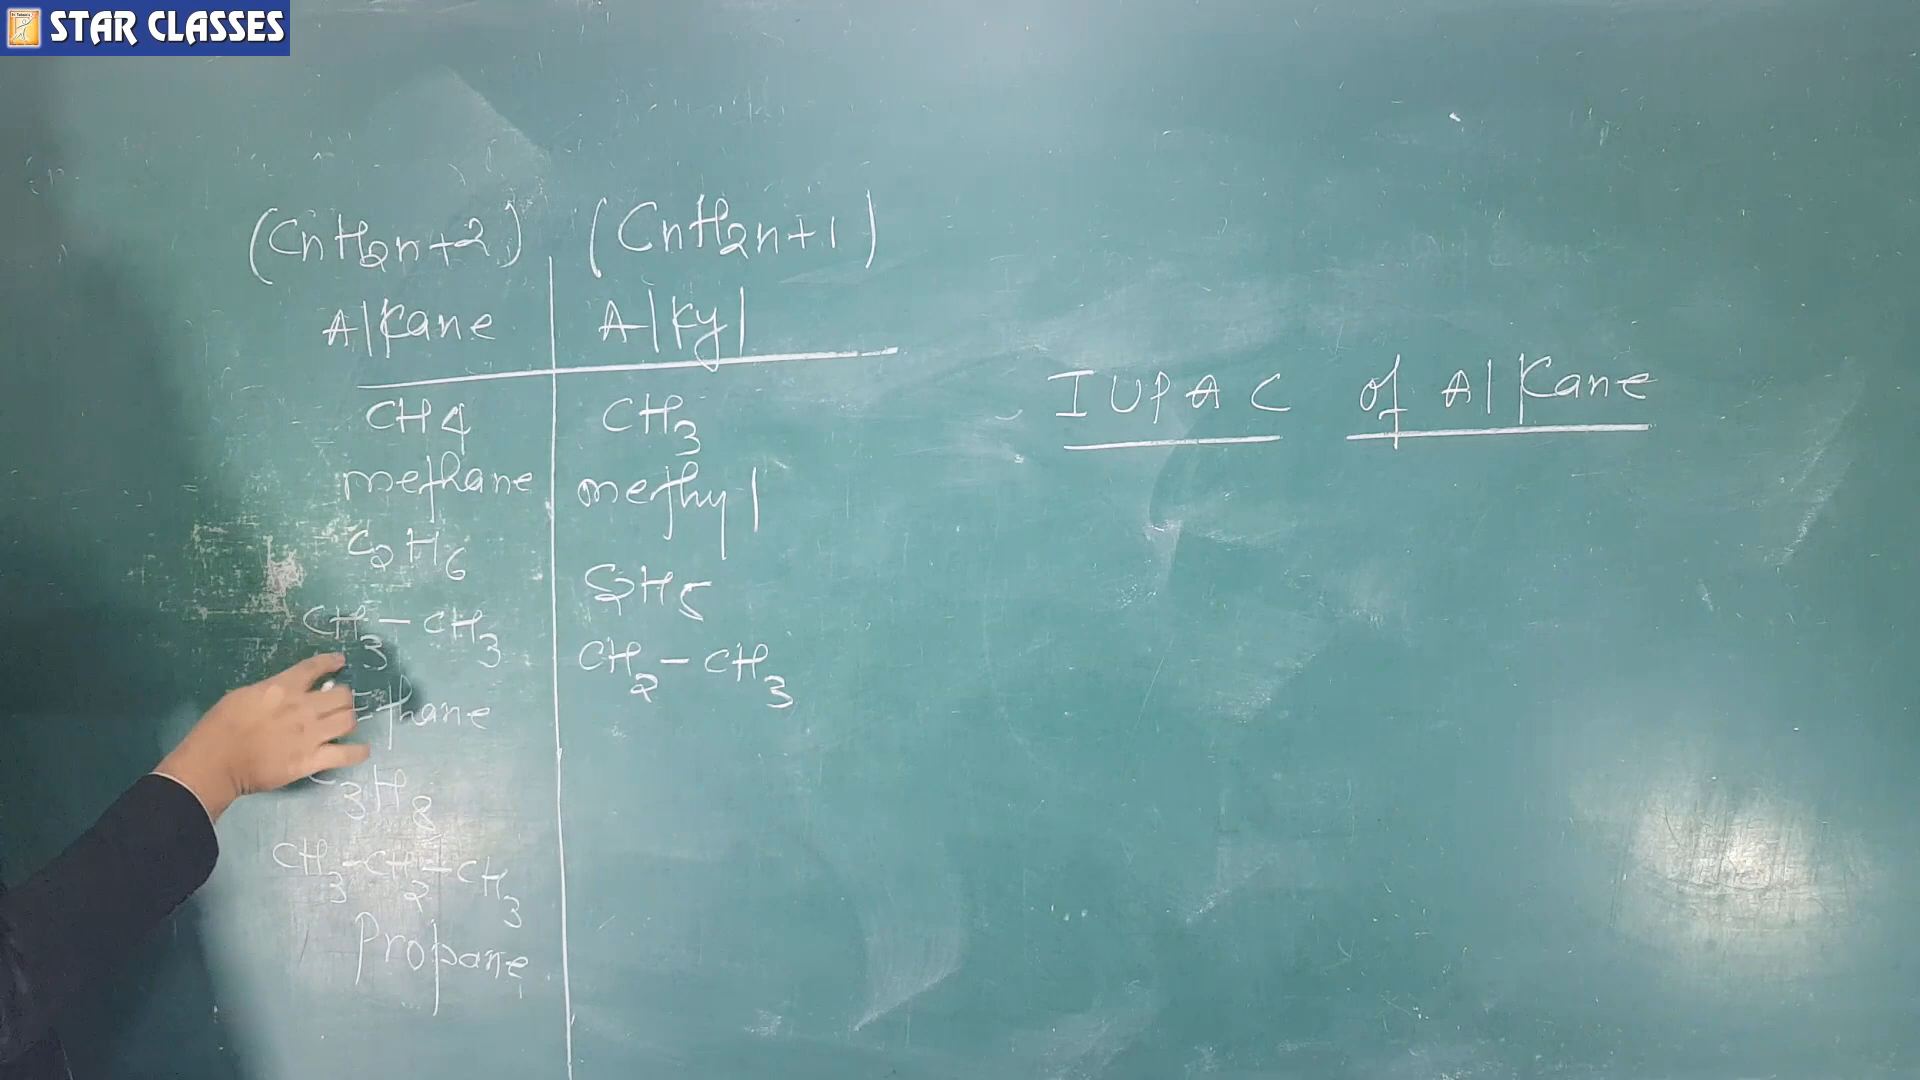 STAR CLASSES
(CnH2n+2) (CnH2n+1)
Alkane Alkyl
IUPAC of Alkane
CH4 CH3
methane methyl
C2H6
C2H5
CH3-CH3
CH2-CH3
Ethane
C3H8
CH3-CH2-CH3
Propane